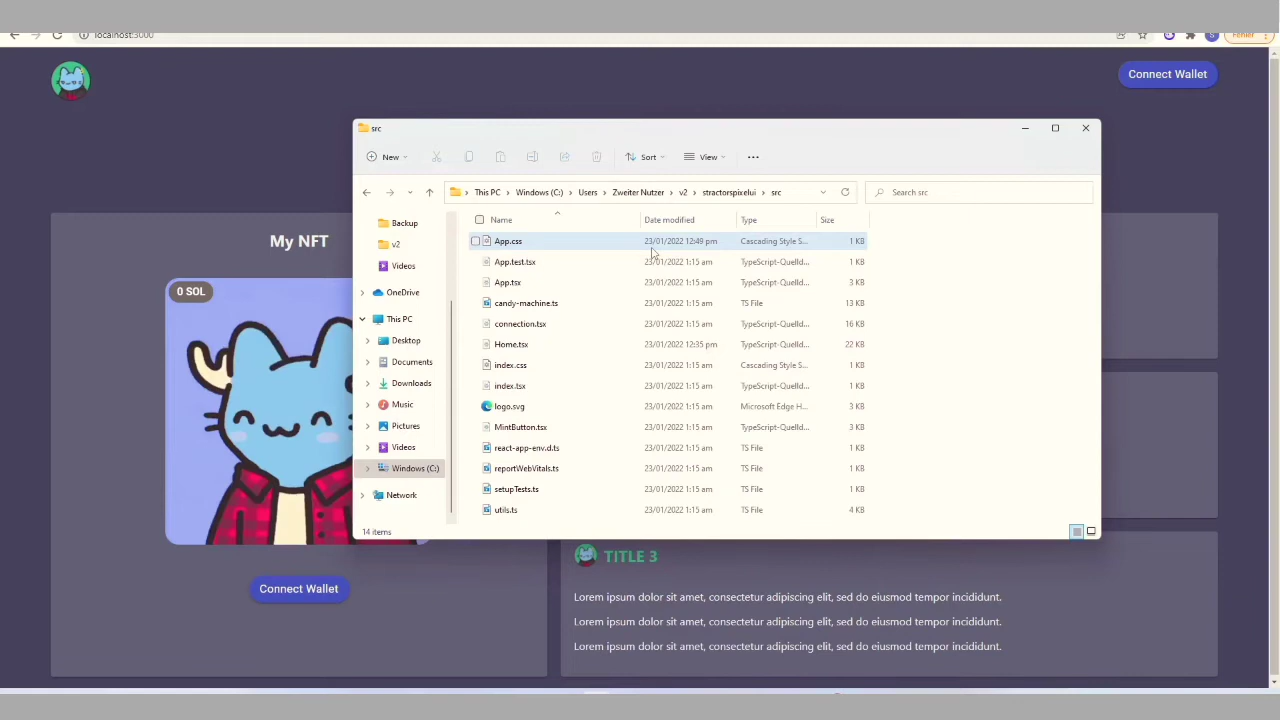 localhost:3000
Fehler
Connect Wallet
src
New
Sort
View
This PC
Windows (C:)
Users
Zweiter Nutzer
v2
stractorspixelui
src
Search src
Backup
v2
Videos
OneDrive
This PC
Desktop
Documents
Downloads
Music
Pictures
Videos
Windows (C:)
Network
Name Date modified Type Size
App.css 23/01/2022 12:49 pm Cascading Style S... 1 KB
App.test.tsx 23/01/2022 1:15 am TypeScript-Quelld... 1 KB
App.tsx 23/01/2022 1:15 am TypeScript-Quelld... 3 KB
candy-machine.ts 23/01/2022 1:15 am TS File 13 KB
connection.tsx 23/01/2022 1:15 am TypeScript-Quelld... 16 KB
Home.tsx 23/01/2022 12:35 pm TypeScript-Quelld... 22 KB
index.css 23/01/2022 1:15 am Cascading Style S... 1 KB
index.tsx 23/01/2022 1:15 am TypeScript-Quelld... 1 KB
logo.svg 23/01/2022 1:15 am Microsoft Edge H... 3 KB
MintButton.tsx 23/01/2022 1:15 am TypeScript-Quelld... 3 KB
react-app-env.d.ts 23/01/2022 1:15 am TS File 1 KB
reportWebVitals.ts 23/01/2022 1:15 am TS File 1 KB
setupTests.ts 23/01/2022 1:15 am TS File 1 KB
utils.ts 23/01/2022 1:15 am TS File 4 KB
14 items
My NFT
0 SOL
Connect Wallet
TITLE 3
Lorem ipsum dolor sit amet, consectetur adipiscing elit, sed do eiusmod tempor incididunt.
Lorem ipsum dolor sit amet, consectetur adipiscing elit, sed do eiusmod tempor incididunt.
Lorem ipsum dolor sit amet, consectetur adipiscing elit, sed do eiusmod tempor incididunt.